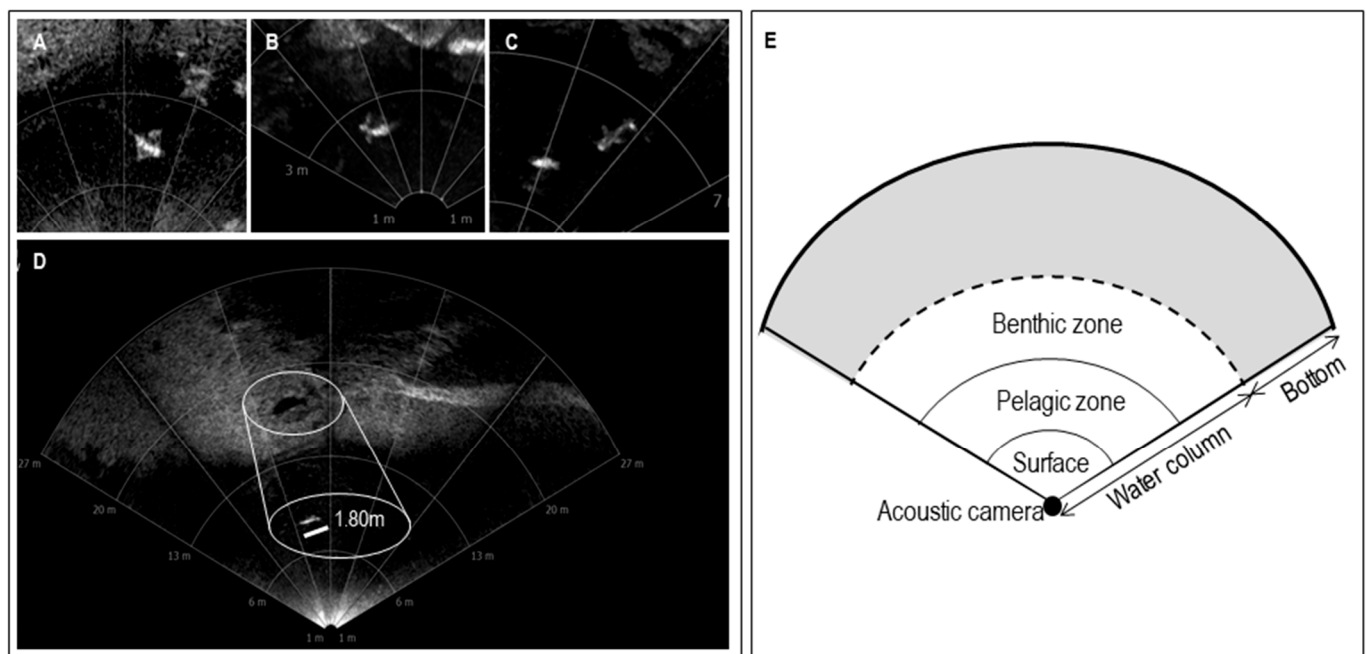 A
B
C
3 m
1 m
1 m
7
D
1.80m
27 m
27 m
20 m
20 m
13 m
13 m
6 m
6 m
1 m
1 m
E
Benthic zone
Pelagic zone
Surface
Acoustic camera
Water column
Bottom